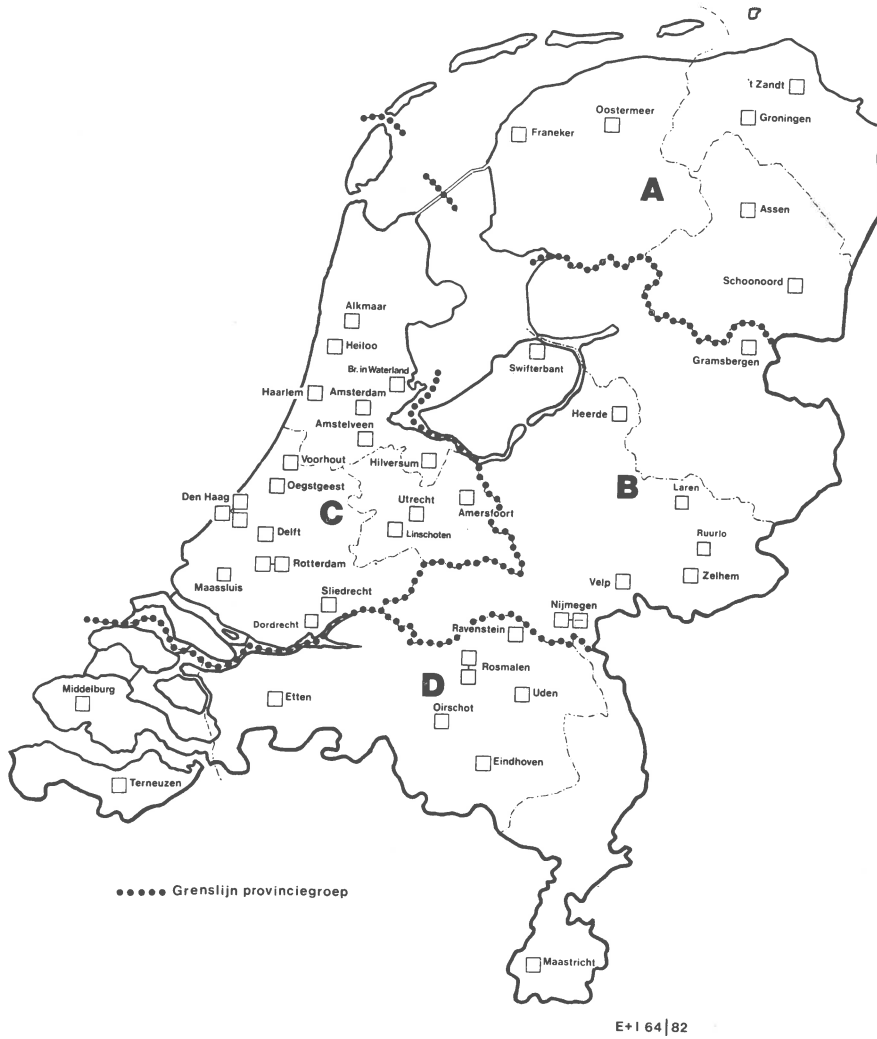 't Zandt
Oostermeer
Groningen
Franeker
A
Assen
Schoonoord
Alkmaar
Heiloo
Gramsbergen
Swifterbant
Br. in Waterland
Haarlem
Amsterdam
Heerde
Amstelveen
Voorhout
Hilversum
Oegstgeest
B
Laren
Den Haag
Utrecht
C
Amersfoort
Delft
Linschoten
Ruurlo
Rotterdam
Zelhem
Velp
Maassluis
Sliedrecht
Nijmegen
Dordrecht
Ravenstein
Rosmalen
D
Middelburg
Etten
Uden
Oirschot
Eindhoven
Terneuzen
Grenslijn provinciegroep
Maastricht
E+I 64|82